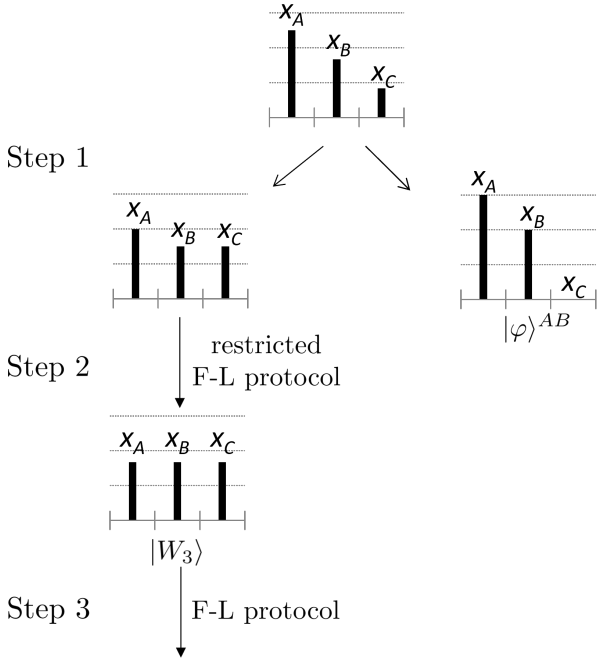 x_A
x_B
x_C
Step 1
x_A
x_B
x_C
x_A
x_B
x_C
|φ⟩^{AB}
Step 2
restricted
F-L protocol
x_A
x_B
x_C
|W_3⟩
Step 3
F-L protocol